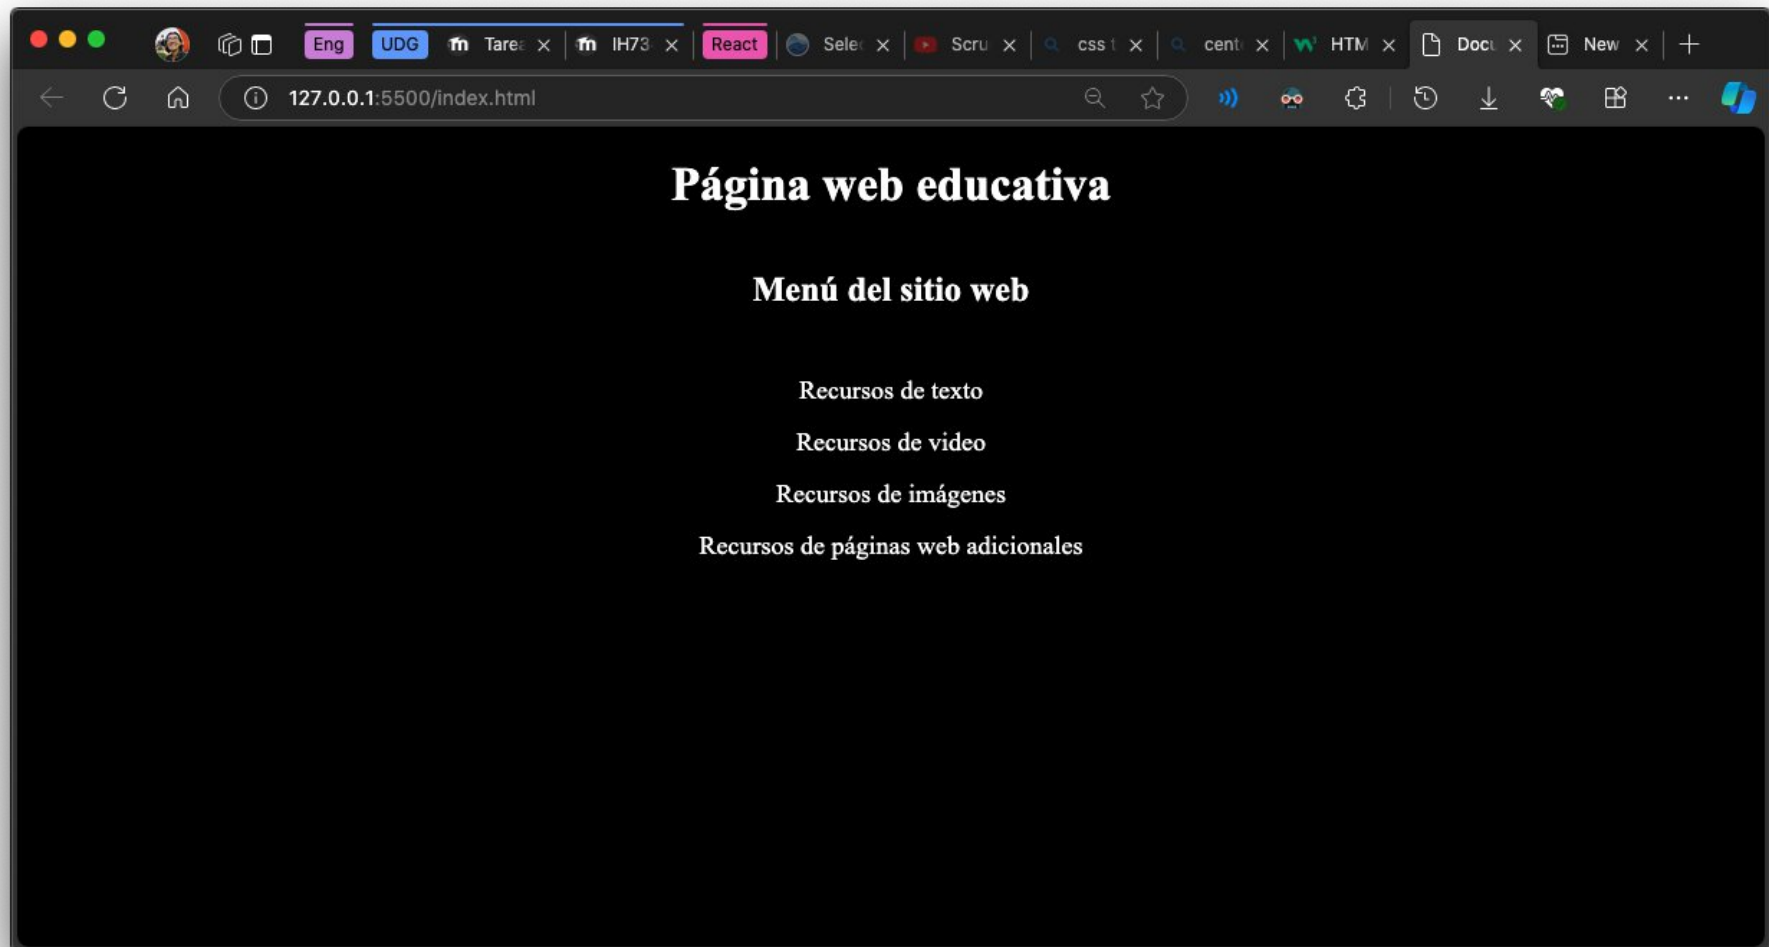 Eng UDG Tarea IH73 React Selec Scru css t cent HTM Docu New
127.0.0.1:5500/index.html
Página web educativa
Menú del sitio web
Recursos de texto
Recursos de video
Recursos de imágenes
Recursos de páginas web adicionales